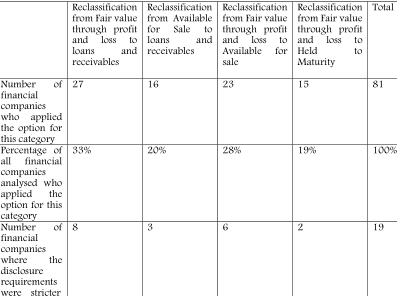 Reclassification from Fair value through profit and loss to loans and receivables
Reclassification from Available for Sale to loans and receivables
Reclassification from Fair value through profit and loss to Available for sale
Reclassification from Fair value through profit and loss to Held to Maturity
Total
Number of financial companies who applied the option for this category
27
16
23
15
81
Percentage of all financial companies analysed who applied the option for this category
33%
20%
28%
19%
100%
Number of financial companies where the disclosure requirements were stricter
8
3
6
2
19